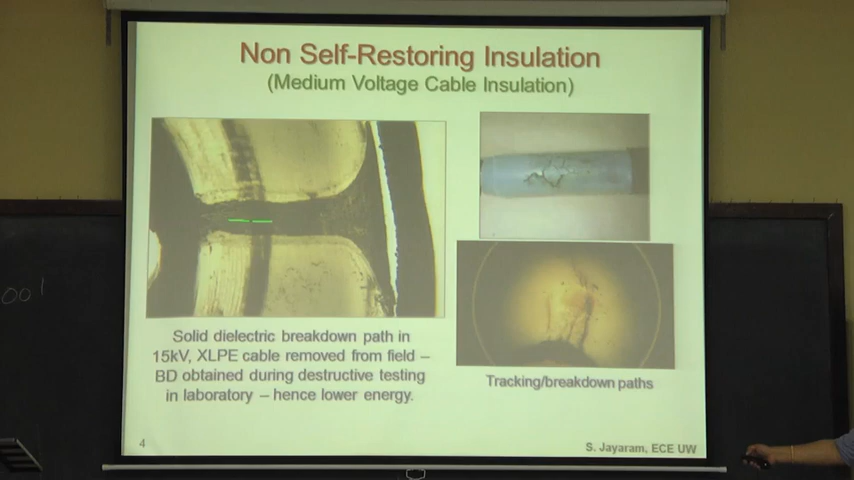 Non Self-Restoring Insulation
(Medium Voltage Cable Insulation)
Solid dielectric breakdown path in
15kV, XLPE cable removed from field –
BD obtained during destructive testing
in laboratory – hence lower energy.
Tracking/breakdown paths
4
S. Jayaram, ECE UW
001